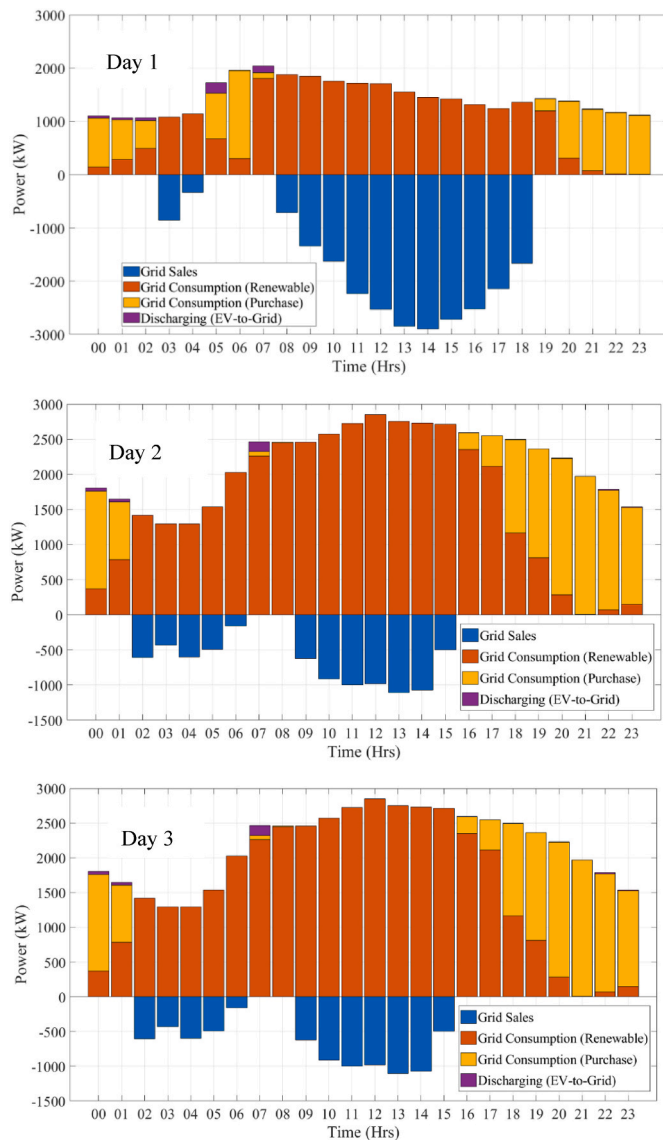 Day 1
Power (kW)
2000
1000
0
-1000
-2000
-3000
Grid Sales
Grid Consumption (Renewable)
Grid Consumption (Purchase)
Discharging (EV-to-Grid)
00 01 02 03 04 05 06 07 08 09 10 11 12 13 14 15 16 17 18 19 20 21 22 23
Time (Hrs)
Day 2
Power (kW)
3000
2500
2000
1500
1000
500
0
-500
-1000
-1500
Grid Sales
Grid Consumption (Renewable)
Grid Consumption (Purchase)
Discharging (EV-to-Grid)
00 01 02 03 04 05 06 07 08 09 10 11 12 13 14 15 16 17 18 19 20 21 22 23
Time (Hrs)
Day 3
Power (kW)
3000
2500
2000
1500
1000
500
0
-500
-1000
-1500
Grid Sales
Grid Consumption (Renewable)
Grid Consumption (Purchase)
Discharging (EV-to-Grid)
00 01 02 03 04 05 06 07 08 09 10 11 12 13 14 15 16 17 18 19 20 21 22 23
Time (Hrs)